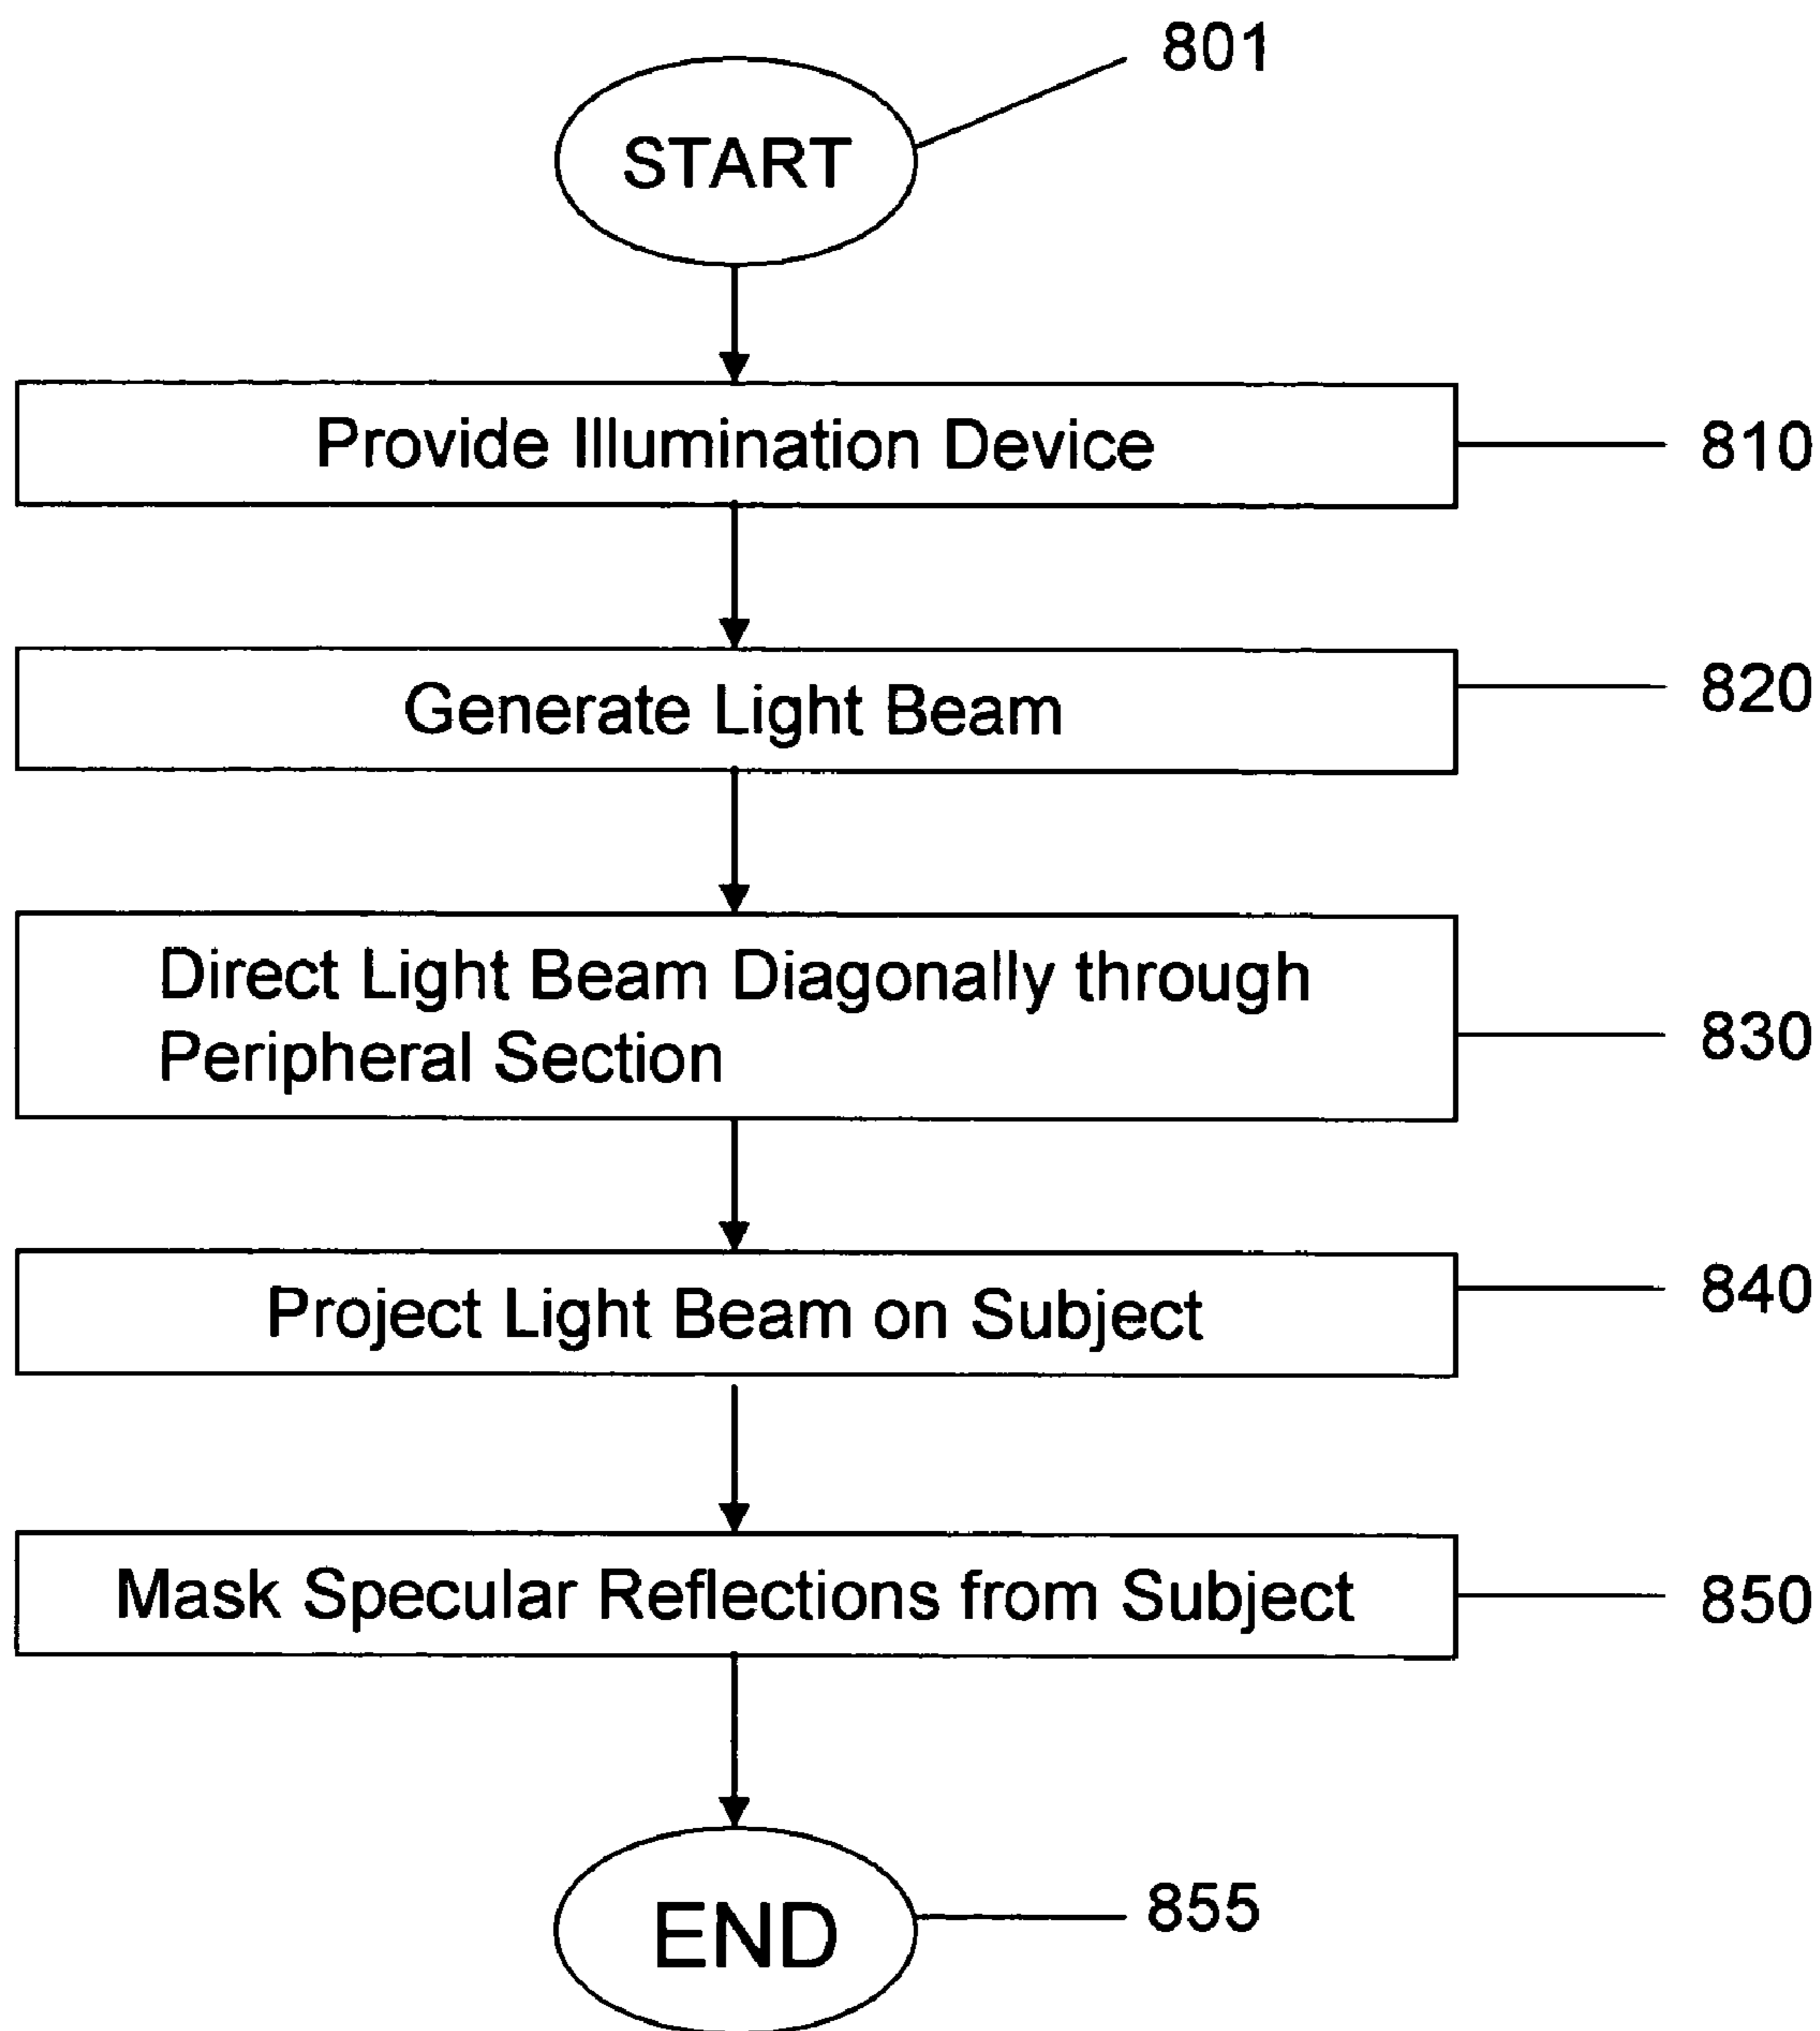 801
START
Provide Illumination Device
810
Generate Light Beam
820
Direct Light Beam Diagonally through
Peripheral Section
830
Project Light Beam on Subject
840
Mask Specular Reflections from Subject
850
END
855